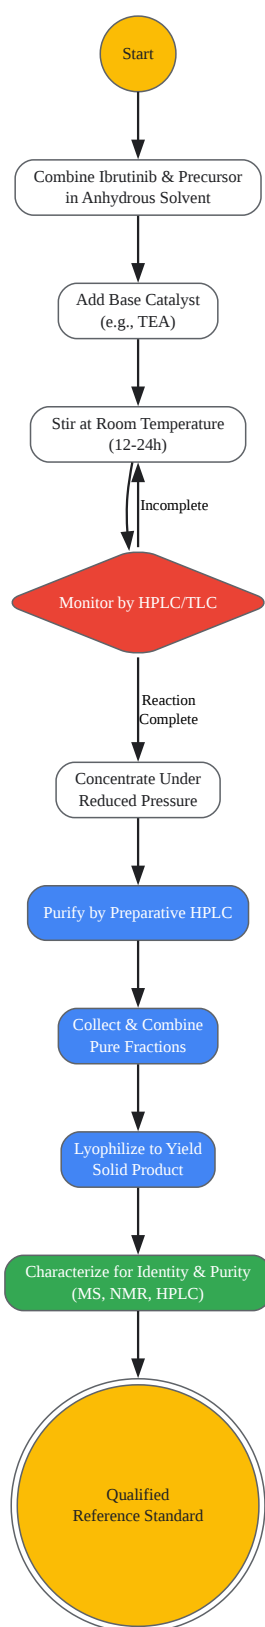 Start
Combine Ibrutinib & Precursor
in Anhydrous Solvent
Add Base Catalyst
(e.g., TEA)
Stir at Room Temperature
(12-24h)
Incomplete
Monitor by HPLC/TLC
Reaction
Complete
Concentrate Under
Reduced Pressure
Purify by Preparative HPLC
Collect & Combine
Pure Fractions
Lyophilize to Yield
Solid Product
Characterize for Identity & Purity
(MS, NMR, HPLC)
Qualified
Reference Standard